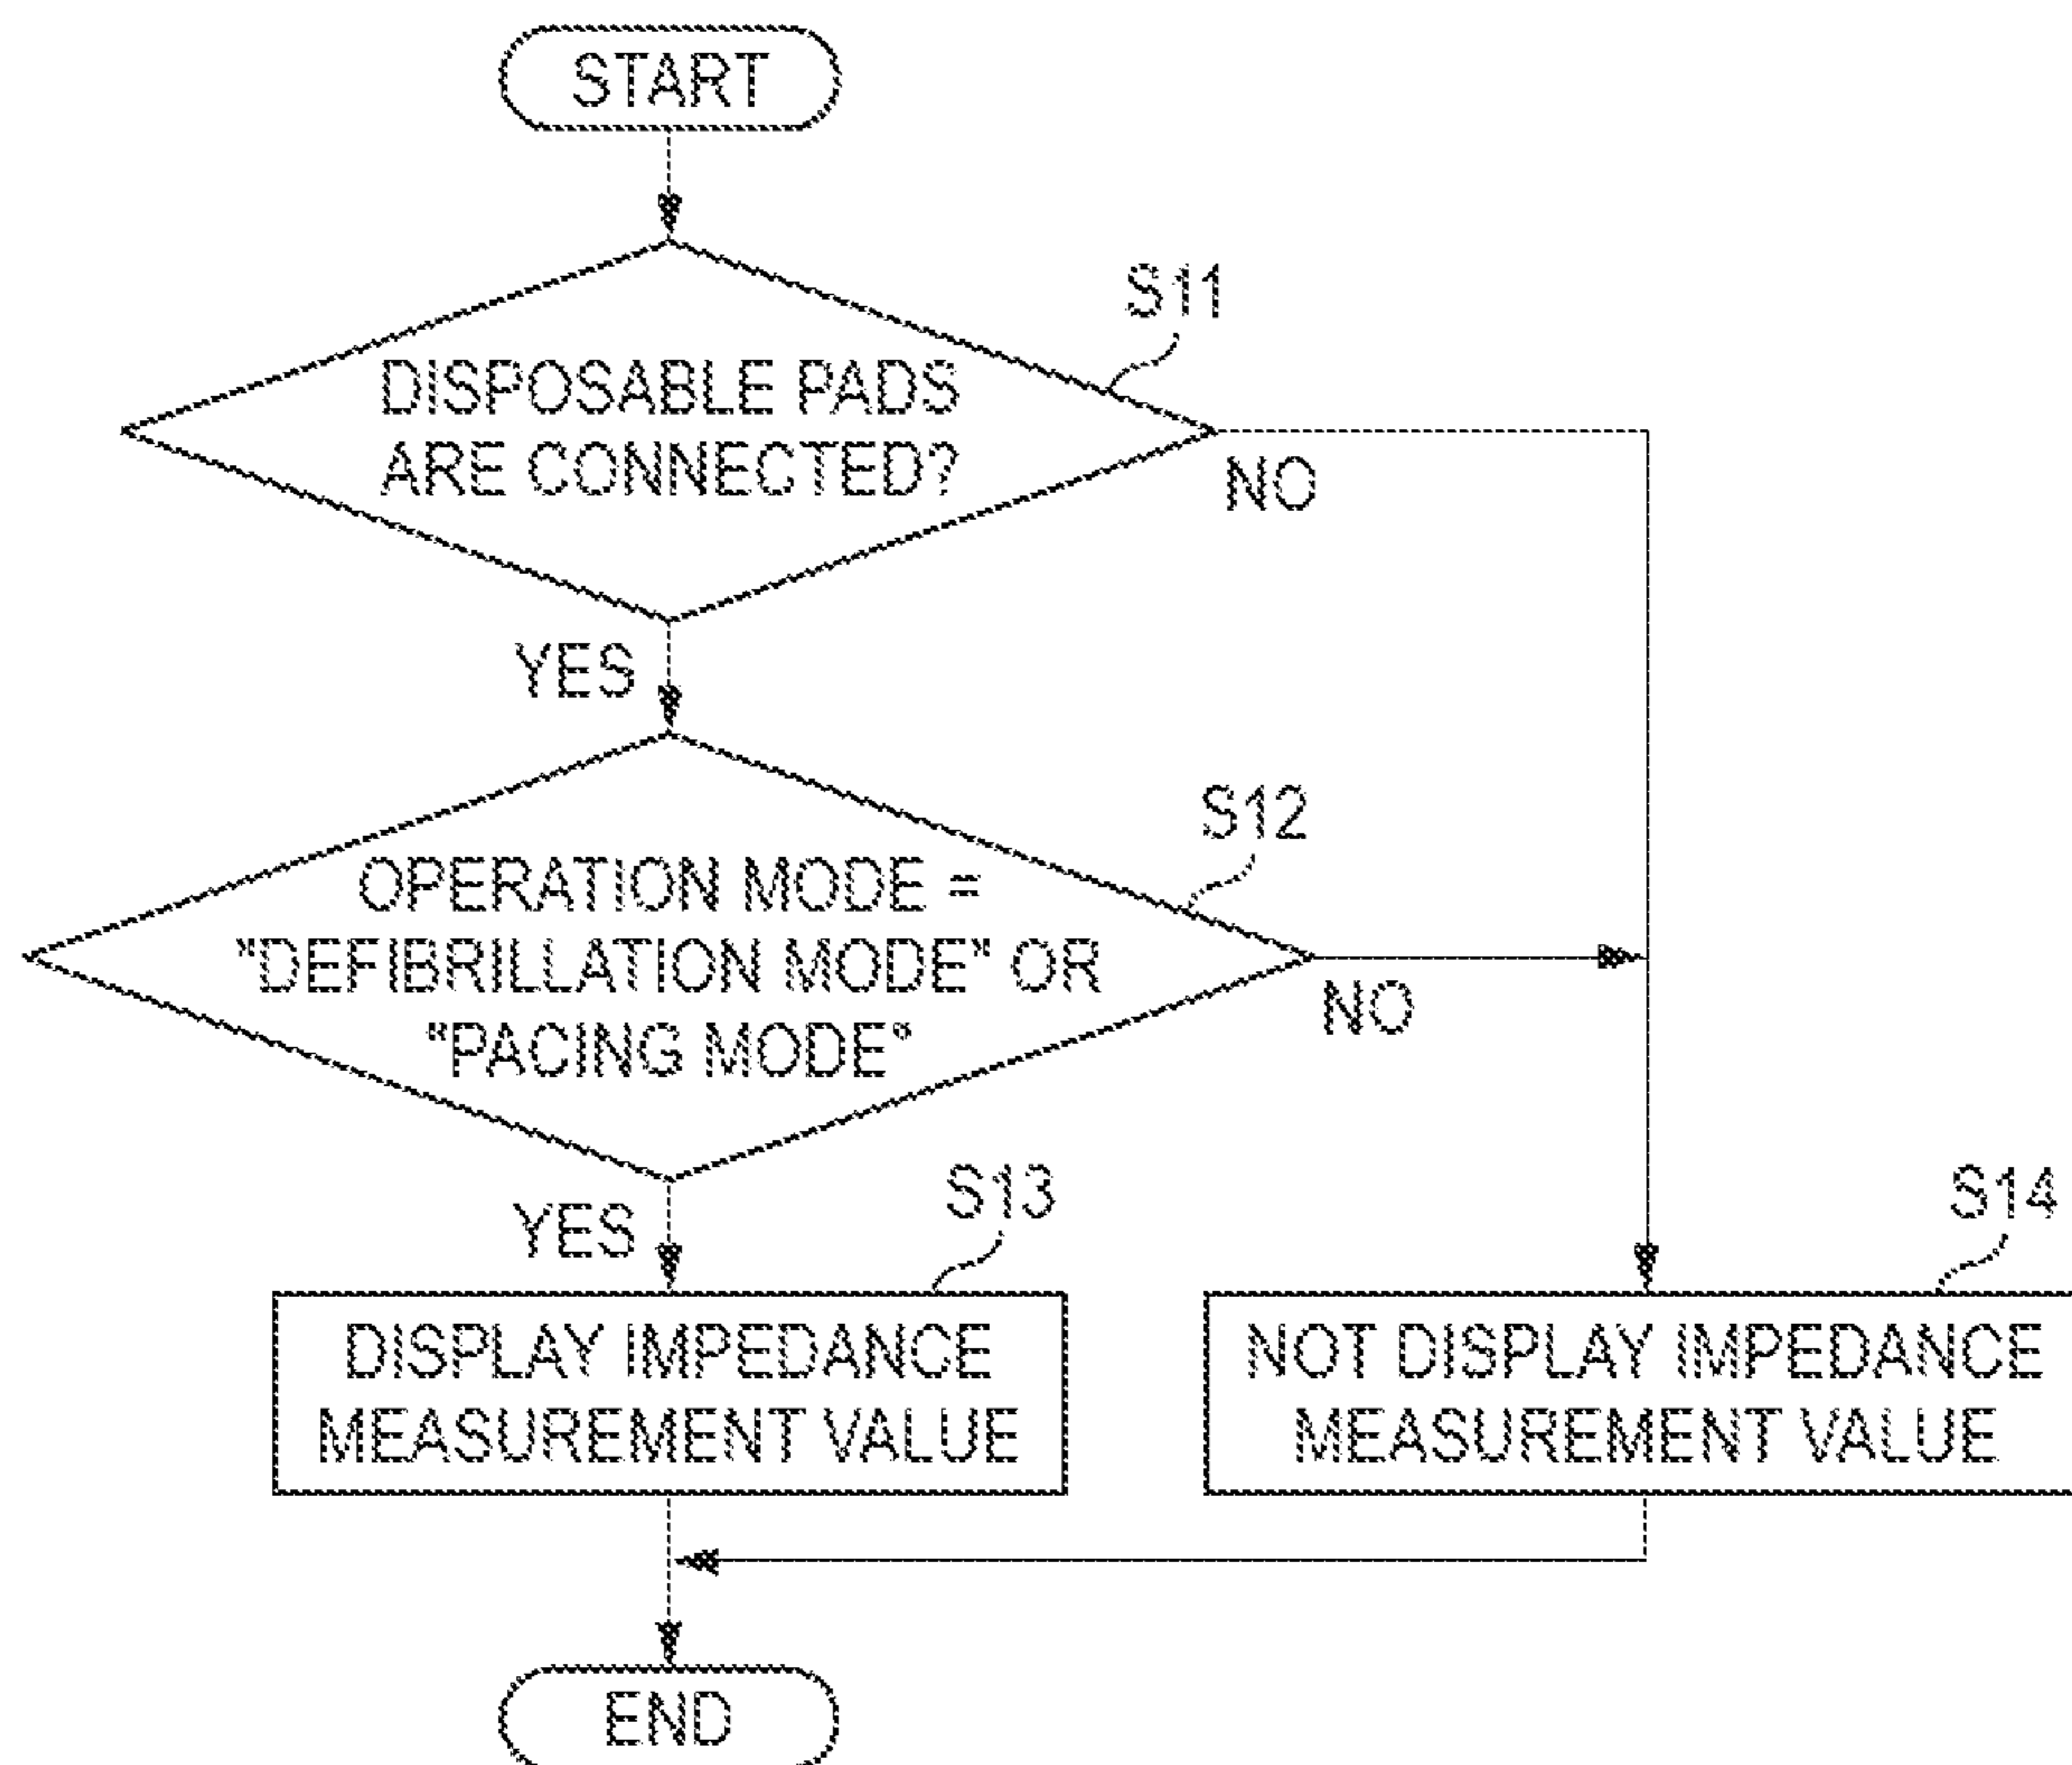 START
S11
DISPOSABLE PADS
ARE CONNECTED?
NO
YES
S12
OPERATION MODE =
"DEFIBRILLATION MODE" OR
"PACING MODE"
NO
YES
S13
S14
DISPLAY IMPEDANCE
MEASUREMENT VALUE
NOT DISPLAY IMPEDANCE
MEASUREMENT VALUE
END